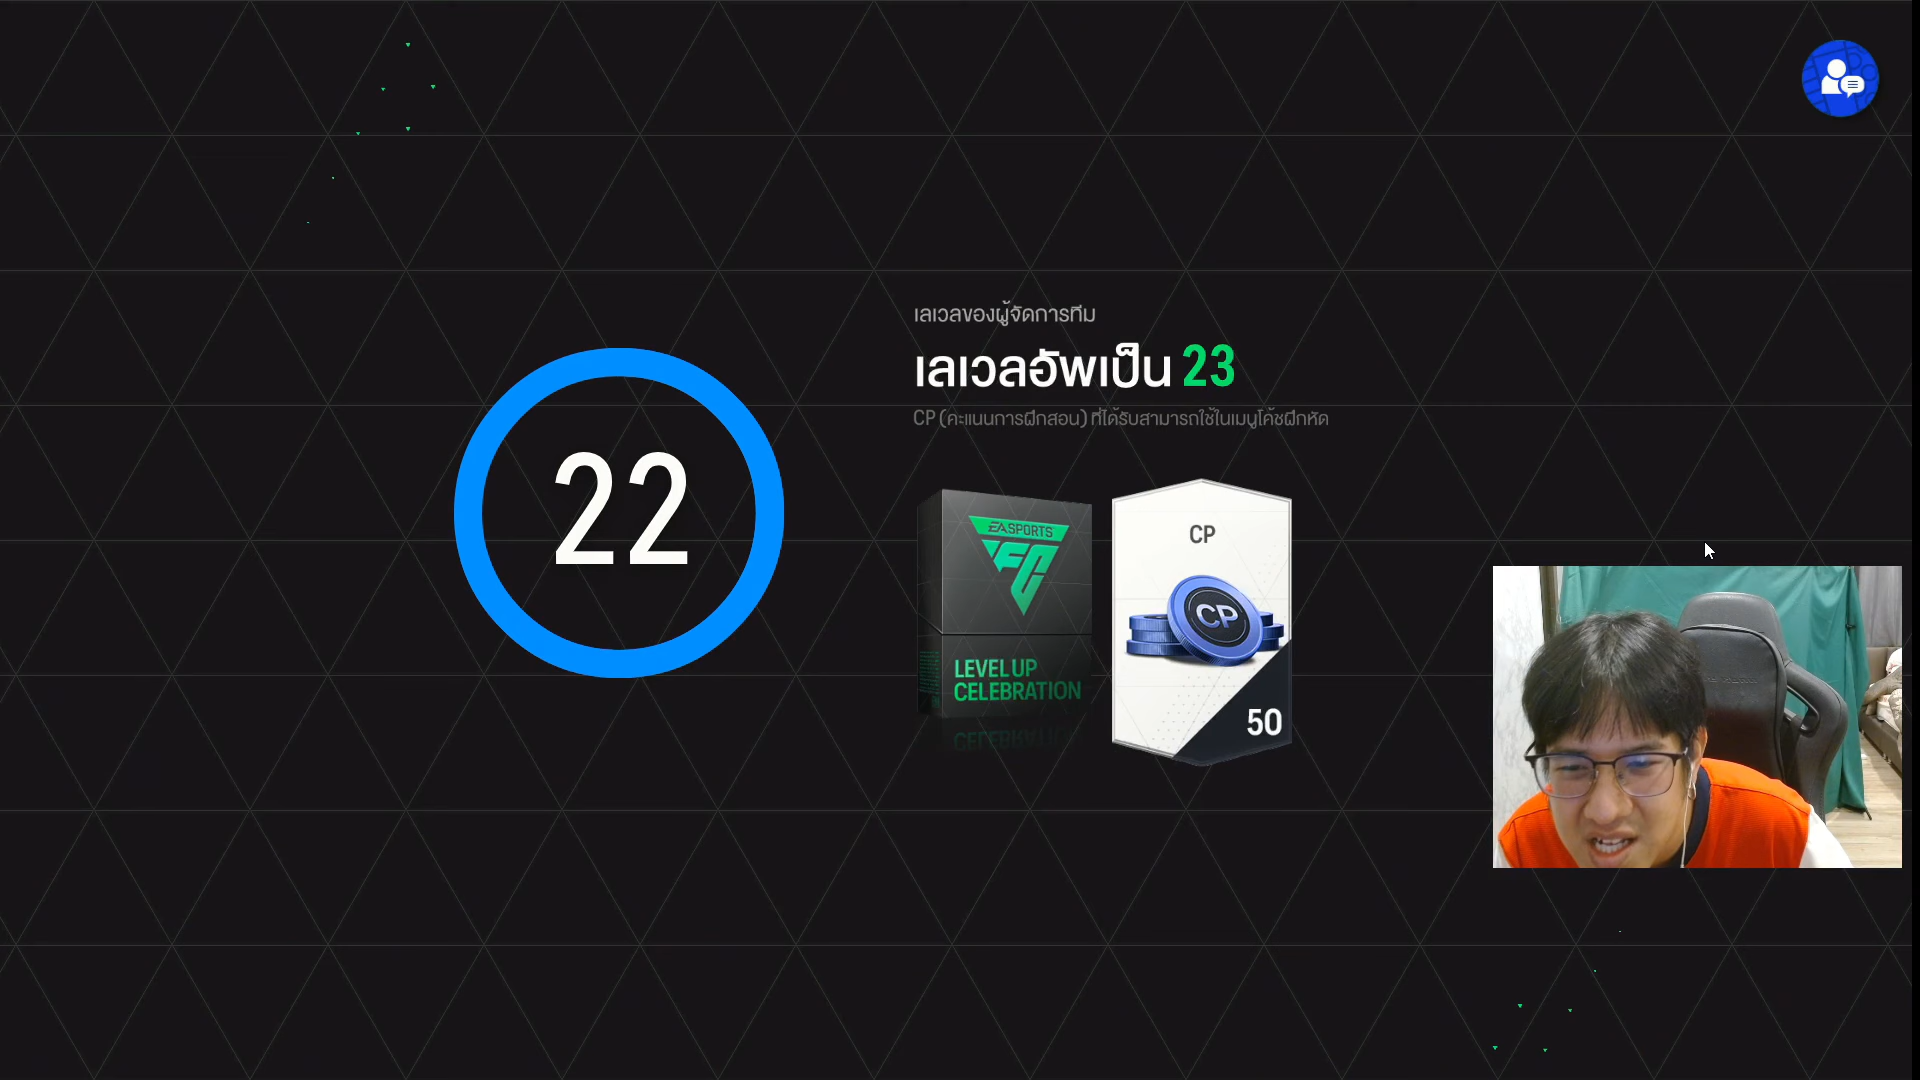 เลเวลของผู้จัดการทีม
เลเวลอัพเป็น 23
CP (คะแนนการฝึกสอน) ที่ได้รับสามารถใช้ในเมนูโค้ชฝึกหัด
22
EA SPORTS
FC
LEVEL UP
CELEBRATION
CP
CP
50